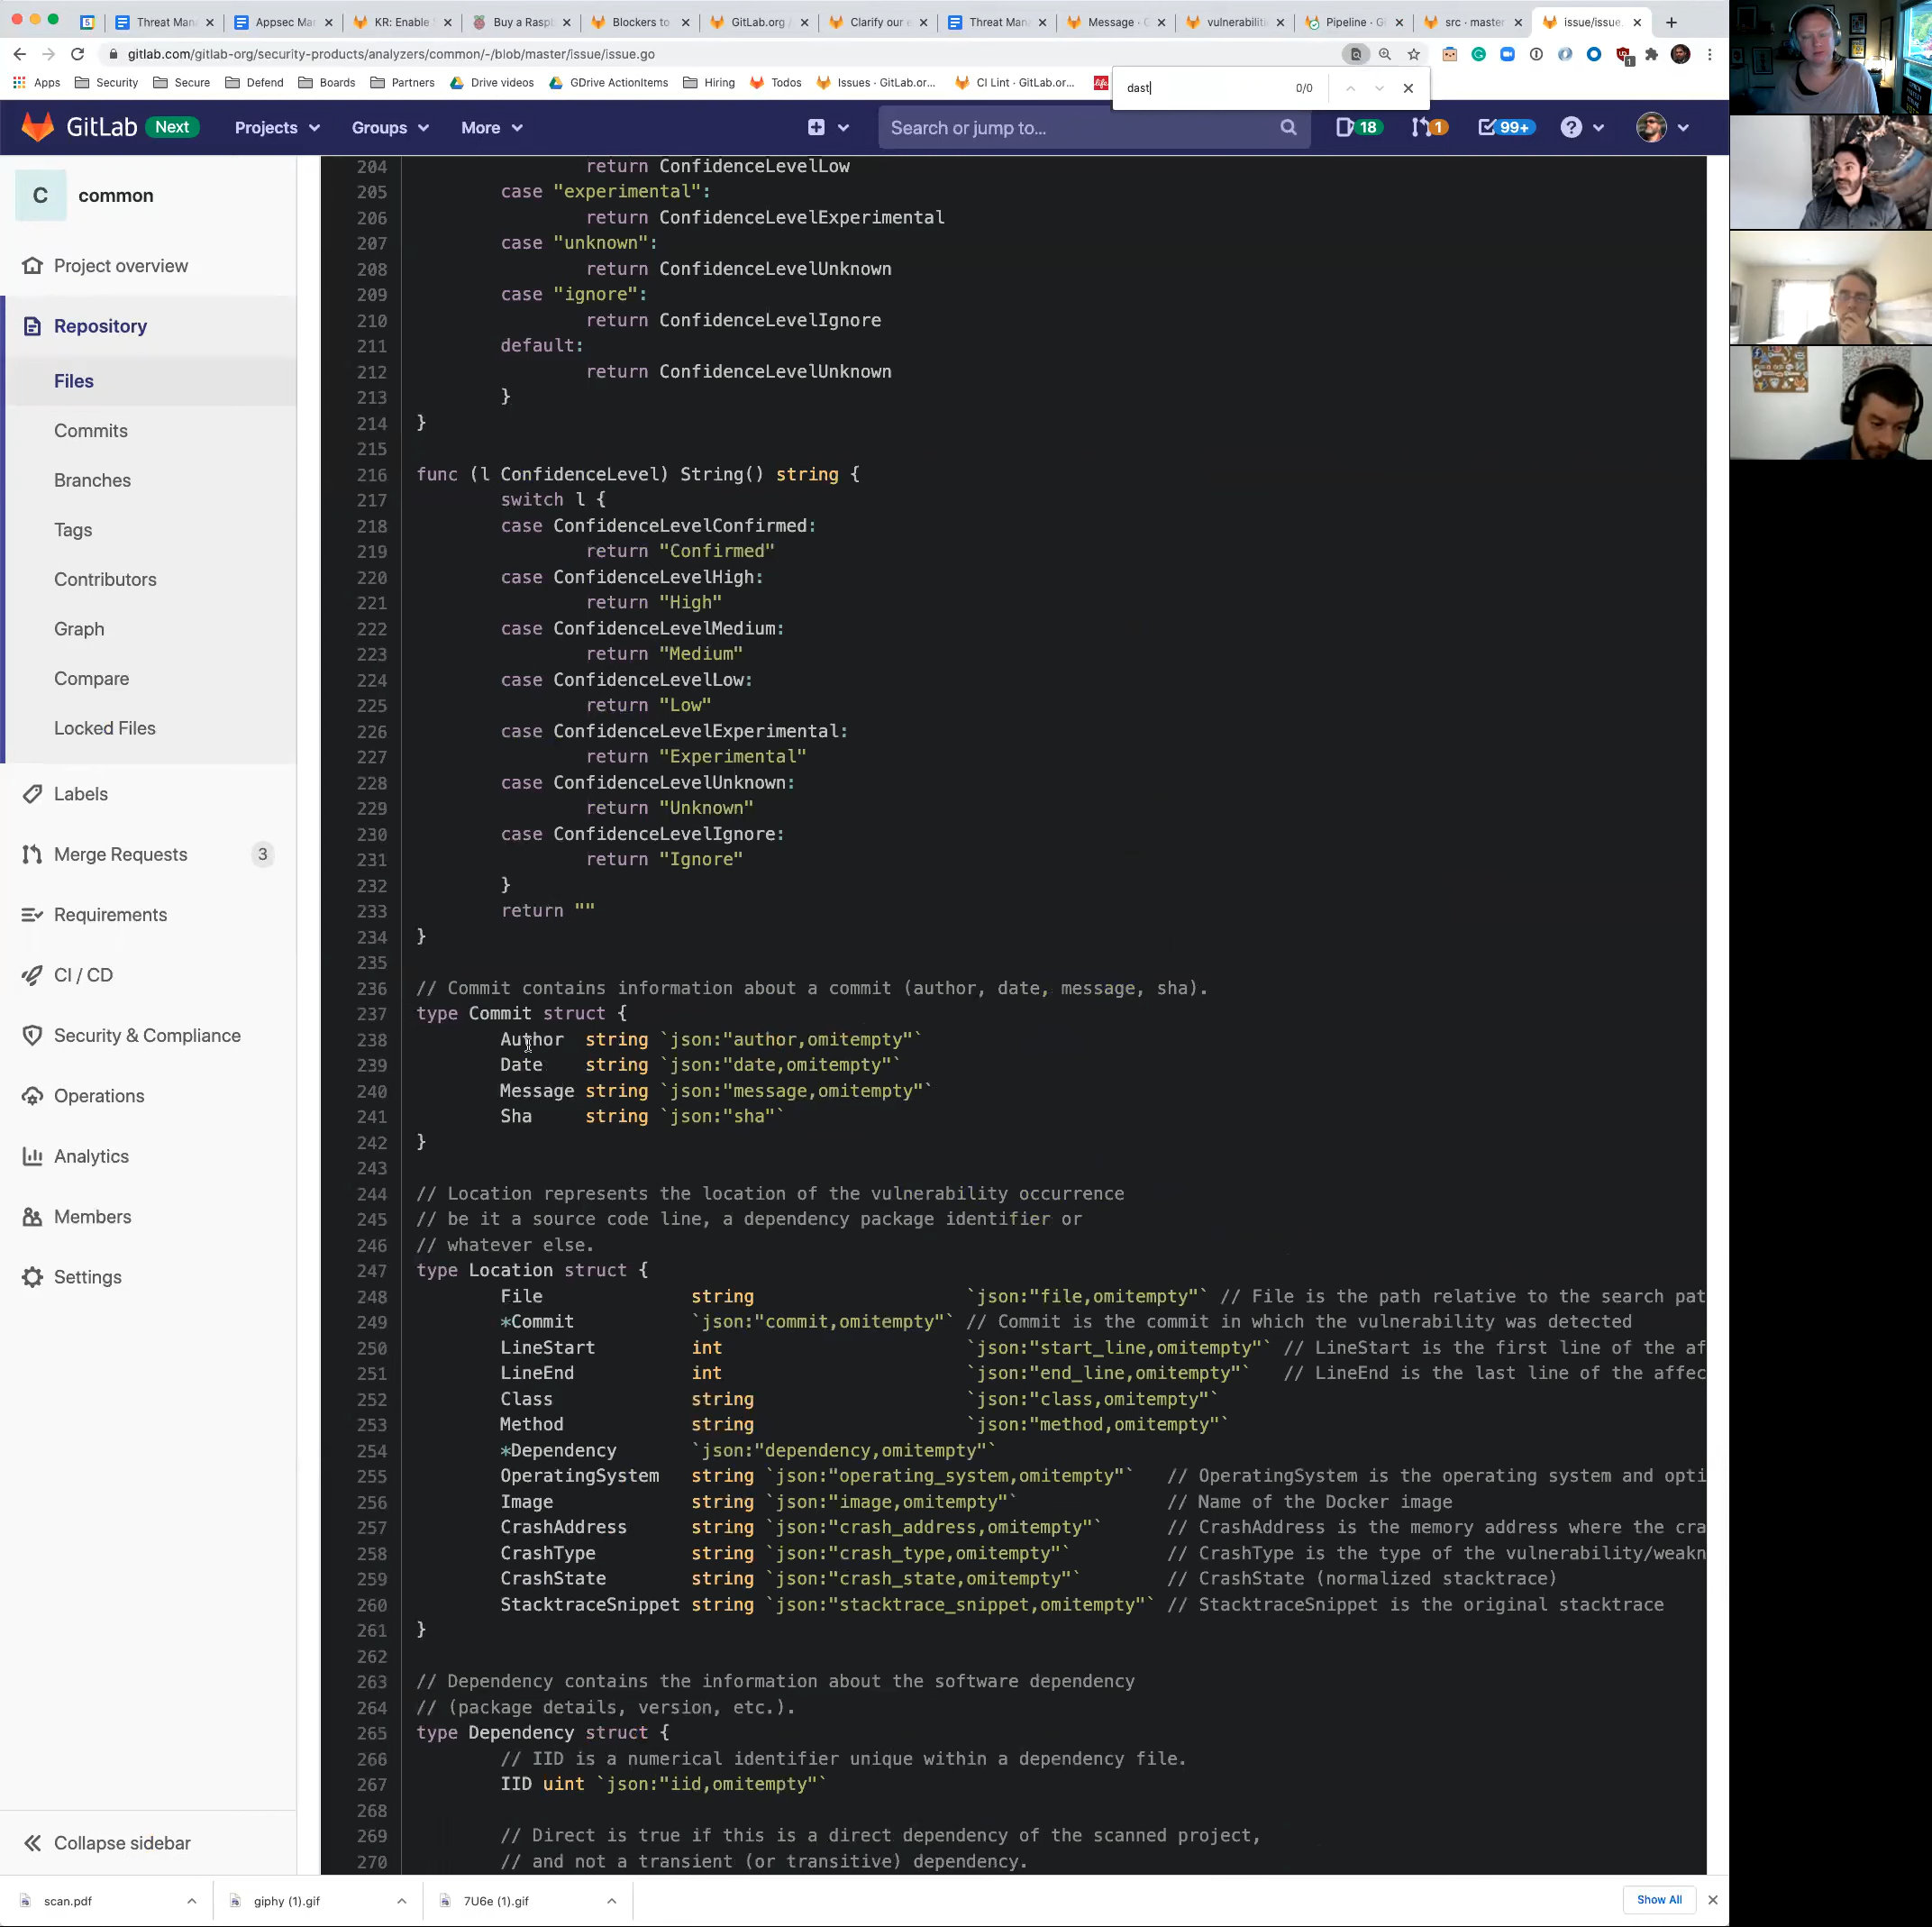 Threat Man
Appsec Ma
KR: Enable
Buy a Rasp
Blockers to
GitLab.org
Clarify our e
Threat Man
Message · G
vulnerabiliti
Pipeline · Gi
src · master
issue/issue.
gitlab.com/gitlab-org/security-products/analyzers/common/-/blob/master/issue/issue.go
Apps
Security
Secure
Defend
Boards
Partners
Drive videos
GDrive ActionItems
Hiring
Todos
Issues · GitLab.or...
CI Lint · GitLab.or...
dast
0/0
GitLab
Next
Projects
Groups
More
Search or jump to...
18
1
99+
C
common
Project overview
Repository
Files
Commits
Branches
Tags
Contributors
Graph
Compare
Locked Files
Labels
Merge Requests
3
Requirements
CI / CD
Security & Compliance
Operations
Analytics
Members
Settings
Collapse sidebar
204 return ConfidenceLevelLow
205 case "experimental":
206 return ConfidenceLevelExperimental
207 case "unknown":
208 return ConfidenceLevelUnknown
209 case "ignore":
210 return ConfidenceLevelIgnore
211 default:
212 return ConfidenceLevelUnknown
213 }
214 }
215
216 func (l ConfidenceLevel) String() string {
217 switch l {
218 case ConfidenceLevelConfirmed:
219 return "Confirmed"
220 case ConfidenceLevelHigh:
221 return "High"
222 case ConfidenceLevelMedium:
223 return "Medium"
224 case ConfidenceLevelLow:
225 return "Low"
226 case ConfidenceLevelExperimental:
227 return "Experimental"
228 case ConfidenceLevelUnknown:
229 return "Unknown"
230 case ConfidenceLevelIgnore:
231 return "Ignore"
232 }
233 return ""
234 }
235
236 // Commit contains information about a commit (author, date, message, sha).
237 type Commit struct {
238 Author string `json:"author,omitempty"`
239 Date string `json:"date,omitempty"`
240 Message string `json:"message,omitempty"`
241 Sha string `json:"sha"`
242 }
243
244 // Location represents the location of the vulnerability occurrence
245 // be it a source code line, a dependency package identifier or
246 // whatever else.
247 type Location struct {
248 File string `json:"file,omitempty"` // File is the path relative to the search pat
249 *Commit `json:"commit,omitempty"` // Commit is the commit in which the vulnerability was detected
250 LineStart int `json:"start_line,omitempty"` // LineStart is the first line of the af
251 LineEnd int `json:"end_line,omitempty"` // LineEnd is the last line of the affec
252 Class string `json:"class,omitempty"`
253 Method string `json:"method,omitempty"`
254 *Dependency `json:"dependency,omitempty"`
255 OperatingSystem string `json:"operating_system,omitempty"` // OperatingSystem is the operating system and opti
256 Image string `json:"image,omitempty"` // Name of the Docker image
257 CrashAddress string `json:"crash_address,omitempty"` // CrashAddress is the memory address where the cra
258 CrashType string `json:"crash_type,omitempty"` // CrashType is the type of the vulnerability/weakn
259 CrashState string `json:"crash_state,omitempty"` // CrashState (normalized stacktrace)
260 StacktraceSnippet string `json:"stacktrace_snippet,omitempty"` // StacktraceSnippet is the original stacktrace
261 }
262
263 // Dependency contains the information about the software dependency
264 // (package details, version, etc.).
265 type Dependency struct {
266 // IID is a numerical identifier unique within a dependency file.
267 IID uint `json:"iid,omitempty"`
268
269 // Direct is true if this is a direct dependency of the scanned project,
270 // and not a transient (or transitive) dependency.
scan.pdf
giphy (1).gif
7U6e (1).gif
Show All